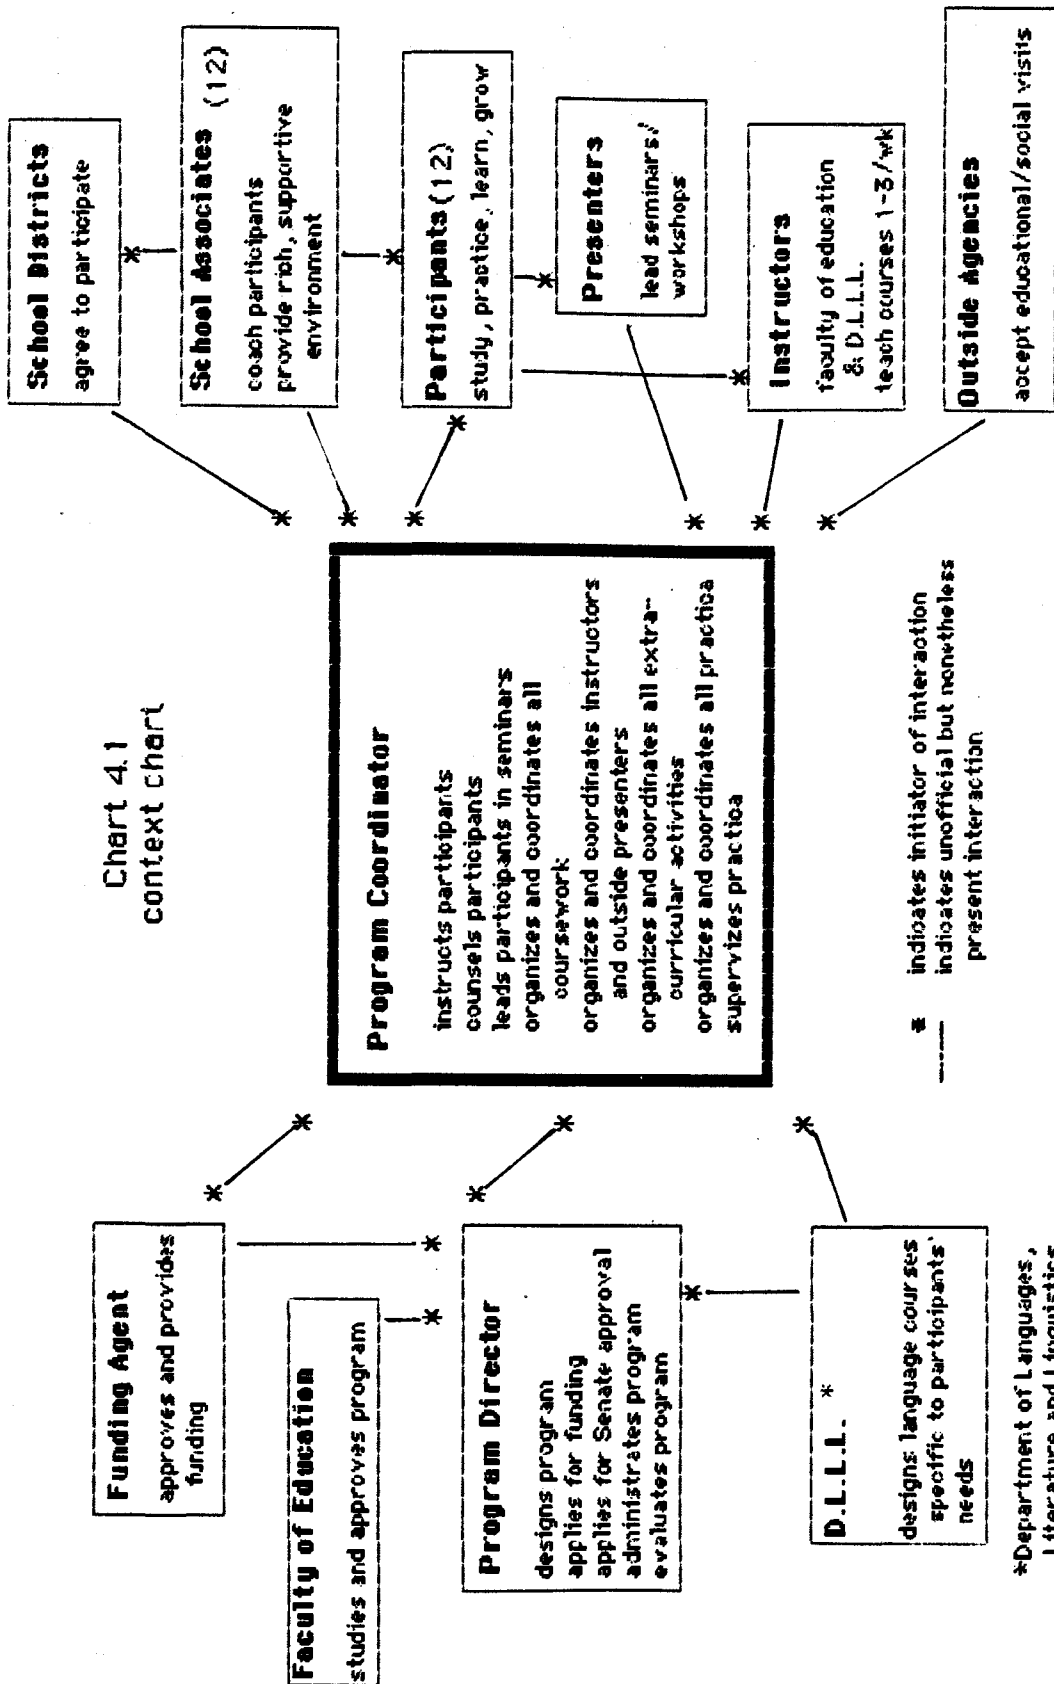 Chart 4.1
context chart
Funding Agent
approves and provides
funding
Faculty of Education
studies and approves program
Program Director
designs program
applies for funding
applies for Senate approval
administrates program
evaluates program
D.L.L.L. *
designs language courses
specific to participants'
needs
*Department of Languages,
Literature and Linguistics
Program Coordinator
instructs participants
counsels participants
leads participants in seminars
organizes and coordinates all
coursework
organizes and coordinates instructors
and outside presenters
organizes and coordinates all extra-
curricular activities
organizes and coordinates all practica
supervizes practica
* indicates initiator of interaction
indicates unofficial but nonetheless
present interaction
School Districts
agree to participate
School Associates (12)
coach participants
provide rich, supportive
environment
Participants(12)
study, practice, learn, grow
Presenters
lead seminars/
workshops
Instructors
faculty of education
& D.L.L.L.
teach courses 1-3/wk
Outside Agencies
accept educational/social visits